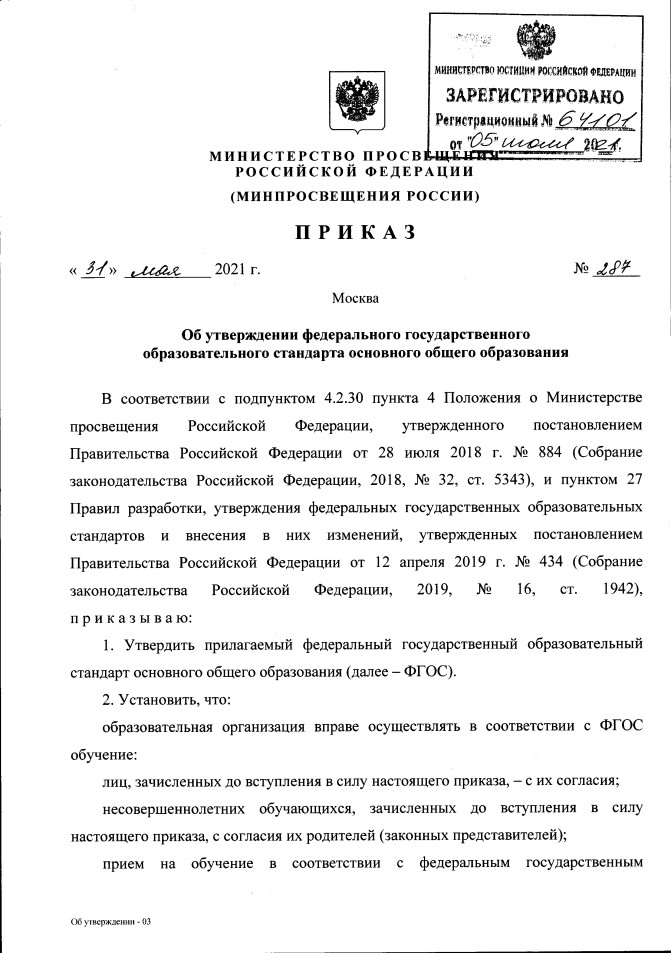 МИНИСТЕРСТВО ЮСТИЦИИ РОССИЙСКОЙ ФЕДЕРАЦИИ
ЗАРЕГИСТРИРОВАНО
Регистрационный № 64101
от "05" июля 2021.
МИНИСТЕРСТВО ПРОСВЕЩЕНИЯ
РОССИЙСКОЙ ФЕДЕРАЦИИ
(МИНПРОСВЕЩЕНИЯ РОССИИ)
ПРИКАЗ
« 31 » мая 2021 г. № 287
Москва
Об утверждении федерального государственного
образовательного стандарта основного общего образования
В соответствии с подпунктом 4.2.30 пункта 4 Положения о Министерстве
просвещения Российской Федерации, утвержденного постановлением
Правительства Российской Федерации от 28 июля 2018 г. № 884 (Собрание
законодательства Российской Федерации, 2018, № 32, ст. 5343), и пунктом 27
Правил разработки, утверждения федеральных государственных образовательных
стандартов и внесения в них изменений, утвержденных постановлением
Правительства Российской Федерации от 12 апреля 2019 г. № 434 (Собрание
законодательства Российской Федерации, 2019, № 16, ст. 1942),
п р и к а з ы в а ю:
1. Утвердить прилагаемый федеральный государственный образовательный
стандарт основного общего образования (далее – ФГОС).
2. Установить, что:
образовательная организация вправе осуществлять в соответствии с ФГОС
обучение:
лиц, зачисленных до вступления в силу настоящего приказа, – с их согласия;
несовершеннолетних обучающихся, зачисленных до вступления в силу
настоящего приказа, с согласия их родителей (законных представителей);
прием на обучение в соответствии с федеральным государственным
Об утверждении - 03